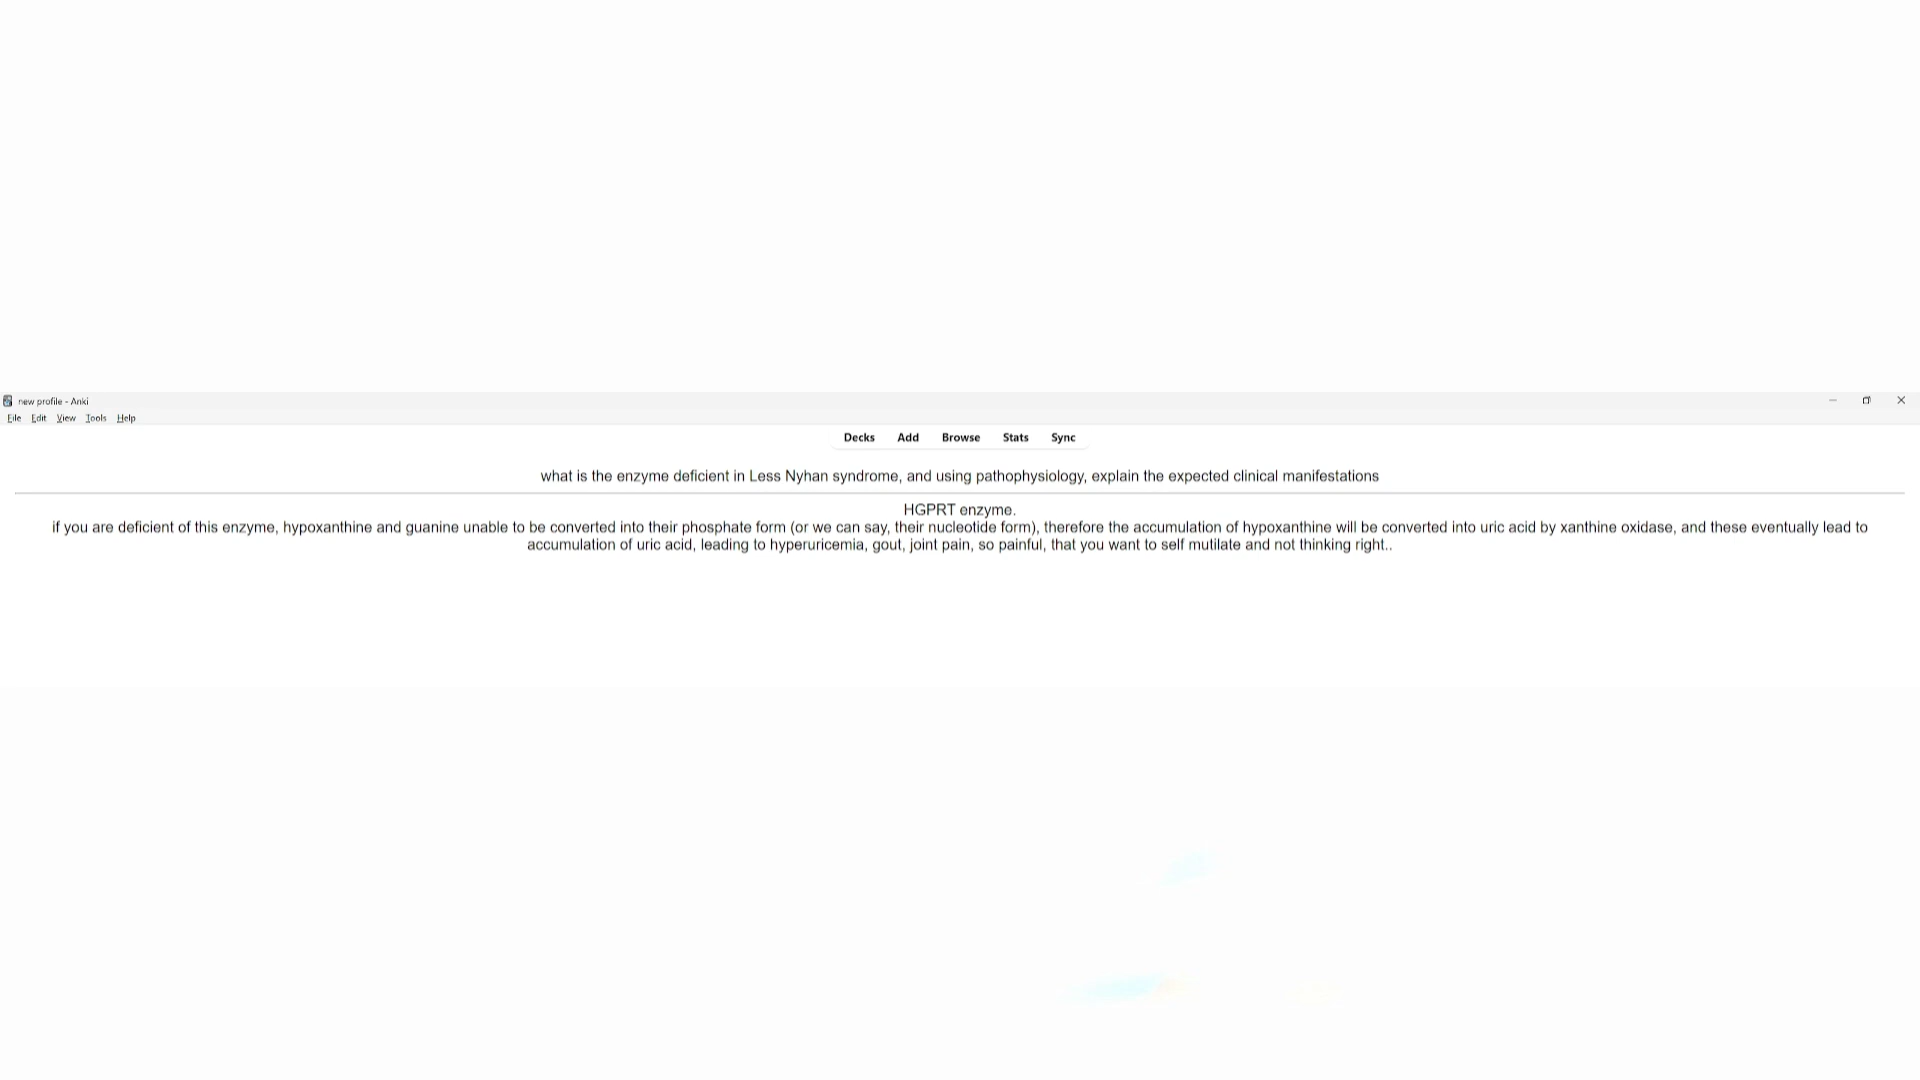 new profile - Anki
File Edit View Tools Help
Decks Add Browse Stats Sync
what is the enzyme deficient in Less Nyhan syndrome, and using pathophysiology, explain the expected clinical manifestations
HGPRT enzyme.
if you are deficient of this enzyme, hypoxanthine and guanine unable to be converted into their phosphate form (or we can say, their nucleotide form), therefore the accumulation of hypoxanthine will be converted into uric acid by xanthine oxidase, and these eventually lead to
accumulation of uric acid, leading to hyperuricemia, gout, joint pain, so painful, that you want to self mutilate and not thinking right..